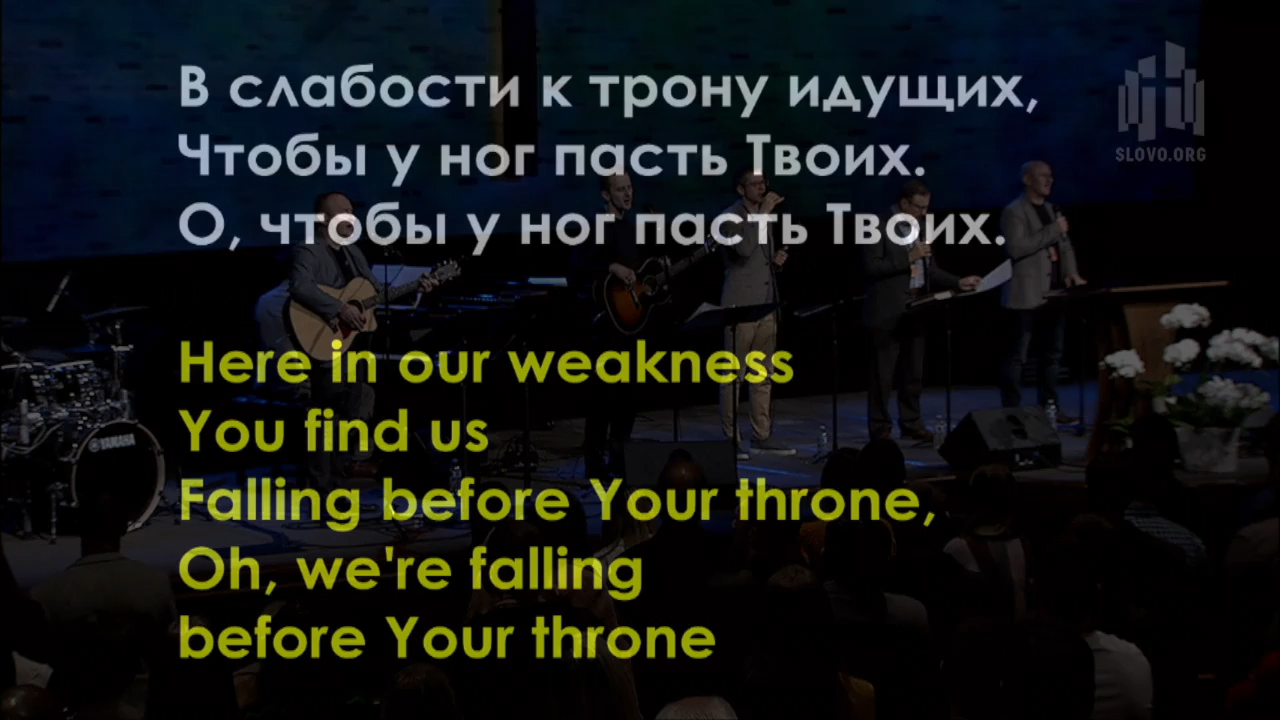 В слабости к трону идущих,
Чтобы у ног пасть Твоих.
О, чтобы у ног пасть Твоих.
SLOVO.ORG
Here in our weakness
You find us
Falling before Your throne,
Oh, we're falling
before Your throne
YAMAHA